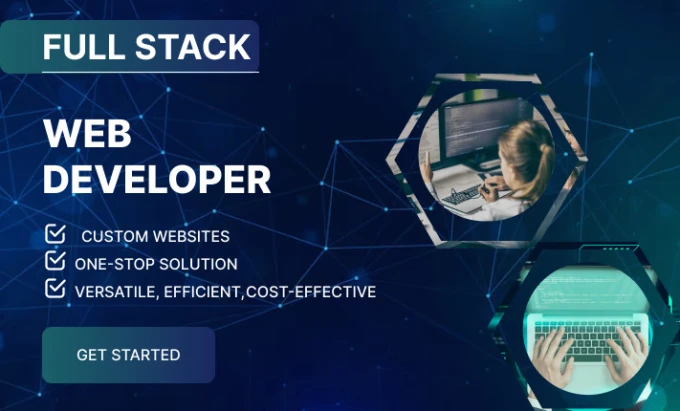 FULL STACK
WEB
DEVELOPER
CUSTOM WEBSITES
ONE-STOP SOLUTION
VERSATILE, EFFICIENT,COST-EFFECTIVE
GET STARTED